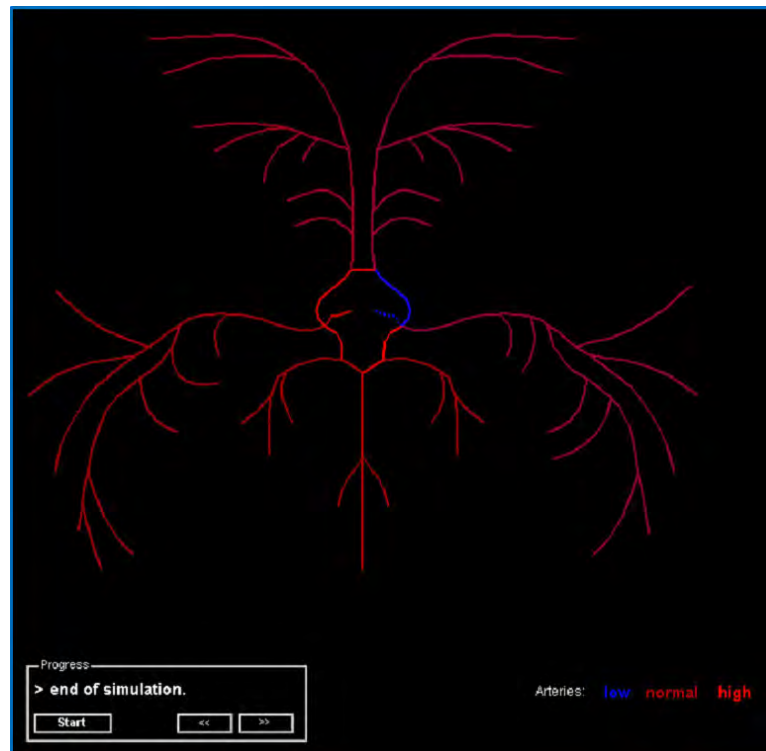 Progress
> end of simulation.
Start << >>
Arteries: low normal high